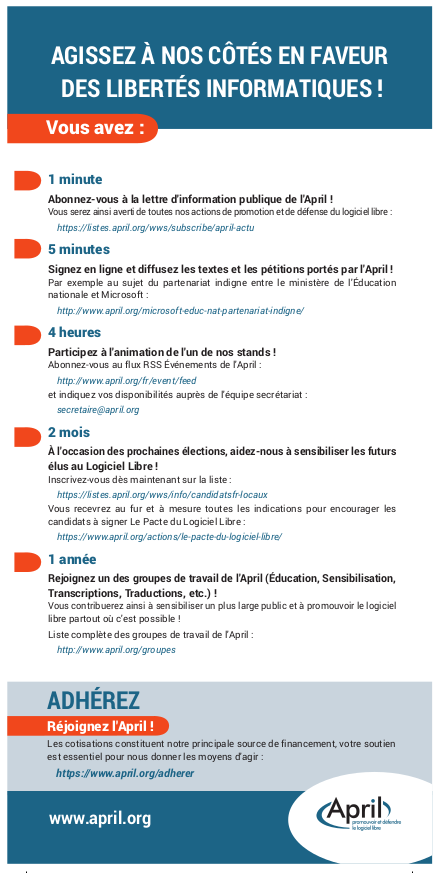 AGISSEZ À NOS CÔTÉS EN FAVEUR
DES LIBERTÉS INFORMATIQUES !
Vous avez :
1 minute
Abonnez-vous à la lettre d'information publique de l'April !
Vous serez ainsi averti de toutes nos actions de promotion et de défense du logiciel libre :
https://listes.april.org/wws/subscribe/april-actu
5 minutes
Signez en ligne et diffusez les textes et les pétitions portés par l'April !
Par exemple au sujet du partenariat indigne entre le ministère de l'Éducation
nationale et Microsoft :
http://www.april.org/microsoft-educ-nat-partenariat-indigne/
4 heures
Participez à l'animation de l'un de nos stands !
Abonnez-vous au flux RSS Événements de l'April :
http://www.april.org/fr/event/feed
et indiquez vos disponibilités auprès de l'équipe secrétariat :
secretaire@april.org
2 mois
À l'occasion des prochaines élections, aidez-nous à sensibiliser les futurs
élus au Logiciel Libre !
Inscrivez-vous dès maintenant sur la liste :
https://listes.april.org/wws/info/candidatsfr-locaux
Vous recevrez au fur et à mesure toutes les indications pour encourager les
candidats à signer Le Pacte du Logiciel Libre :
https://www.april.org/actions/le-pacte-du-logiciel-libre/
1 année
Rejoignez un des groupes de travail de l'April (Éducation, Sensibilisation,
Transcriptions, Traductions, etc.) !
Vous contribuerez ainsi à sensibiliser un plus large public et à promouvoir le logiciel
libre partout où c'est possible !
Liste complète des groupes de travail de l'April :
http://www.april.org/groupes
ADHÉREZ
Réjoignez l'April !
Les cotisations constituent notre principale source de financement, votre soutien
est essentiel pour nous donner les moyens d'agir :
https://www.april.org/adherer
www.april.org
April
promouvoir et défendre
le logiciel libre